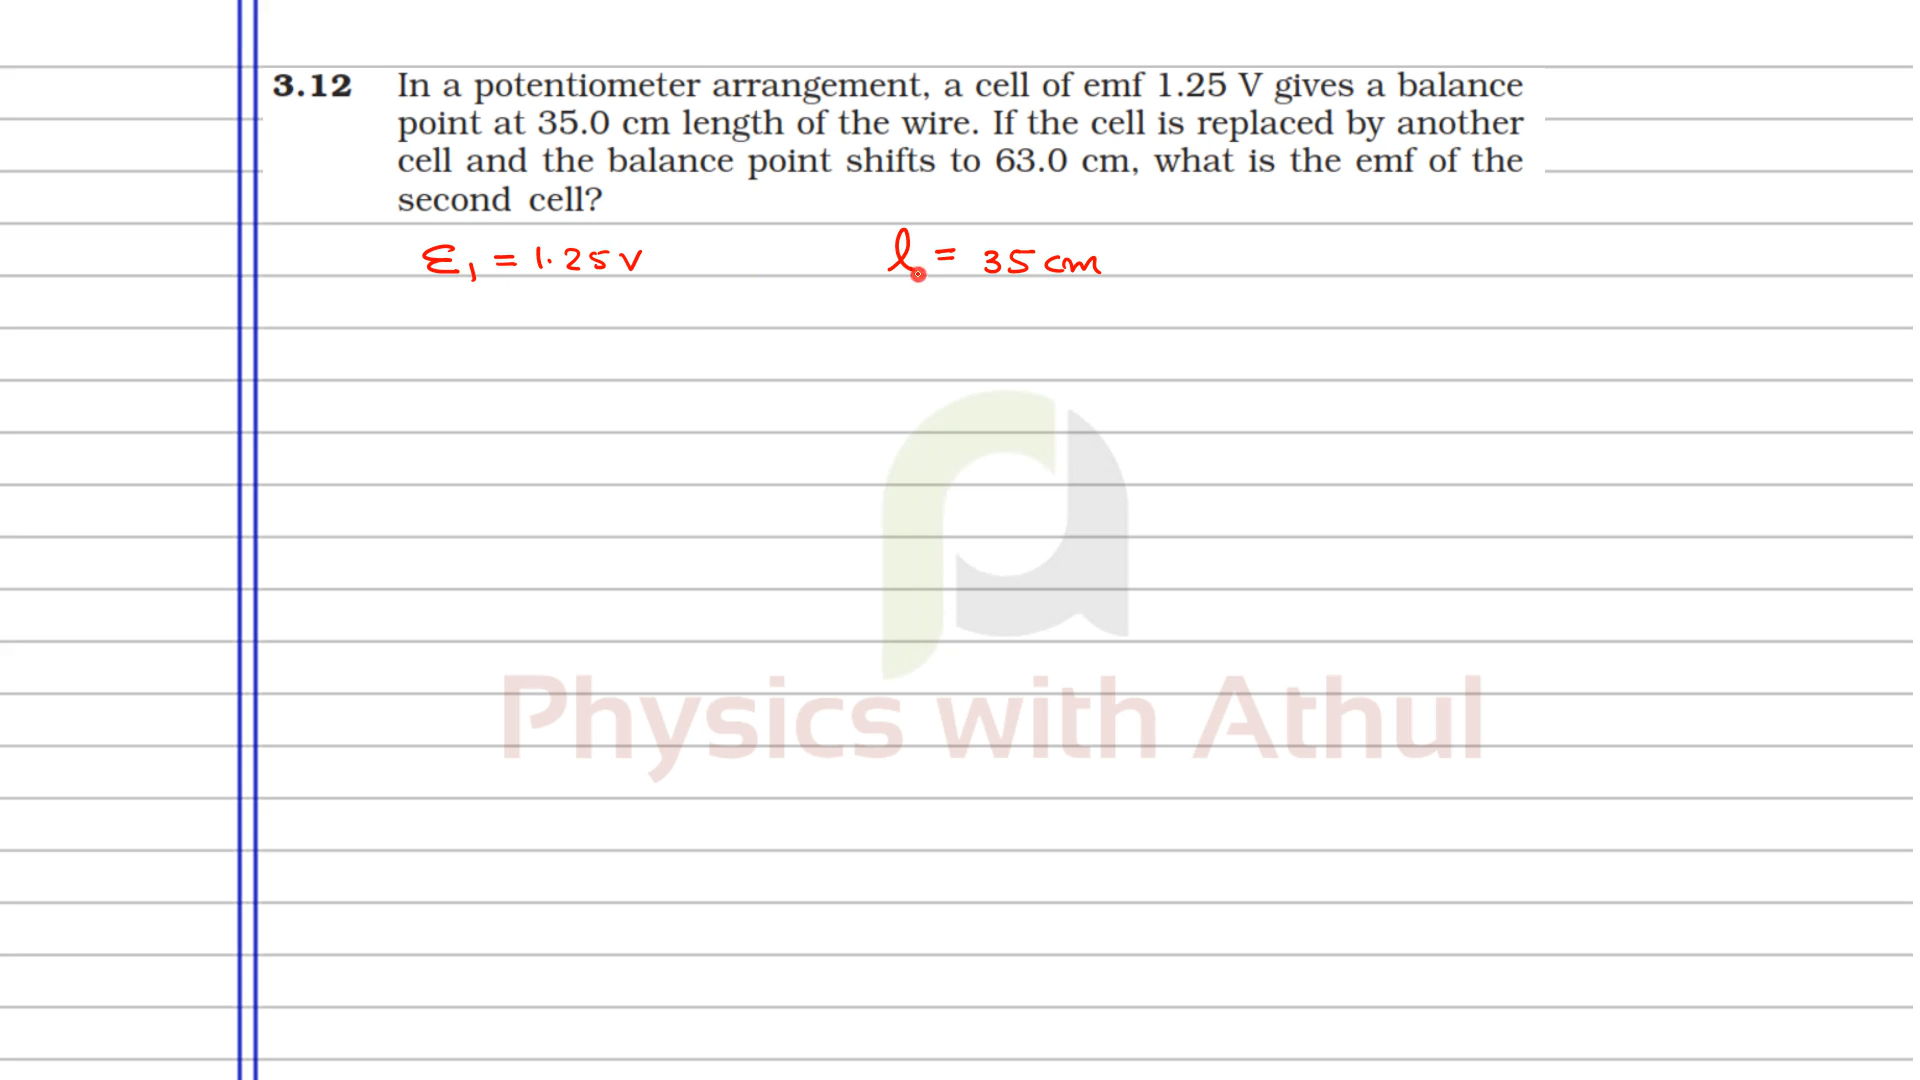 3.12 In a potentiometer arrangement, a cell of emf 1.25 V gives a balance
point at 35.0 cm length of the wire. If the cell is replaced by another
cell and the balance point shifts to 63.0 cm, what is the emf of the
second cell?
ε₁ = 1.25 V l = 35 cm
Physics with Athul